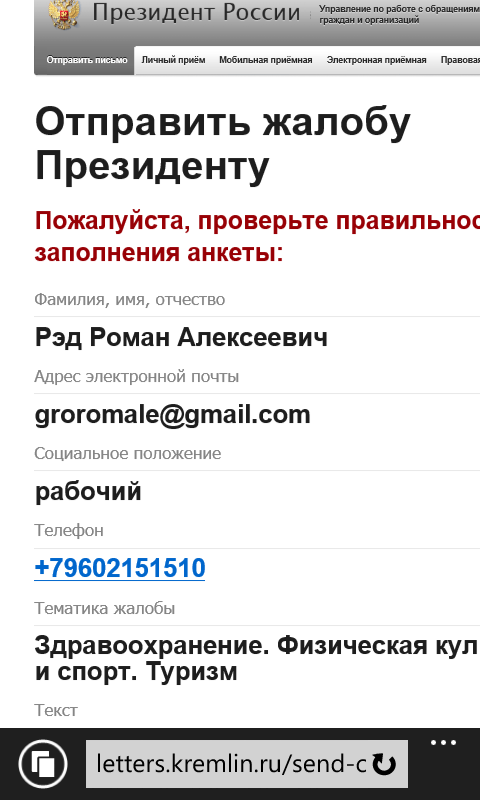 Президент России
Управление по работе с обращениям
граждан и организаций
Отправить письмо Личный приём Мобильная приёмная Электронная приёмная Правовая
Отправить жалобу
Президенту
Пожалуйста, проверьте правильнос
заполнения анкеты:
Фамилия, имя, отчество
Рэд Роман Алексеевич
Адрес электронной почты
groromale@gmail.com
Социальное положение
рабочий
Телефон
+79602151510
Тематика жалобы
Здравоохранение. Физическая кул
и спорт. Туризм
Текст
letters.kremlin.ru/send-c